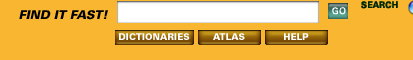 FIND IT FAST! GO SEARCH
DICTIONARIES ATLAS HELP